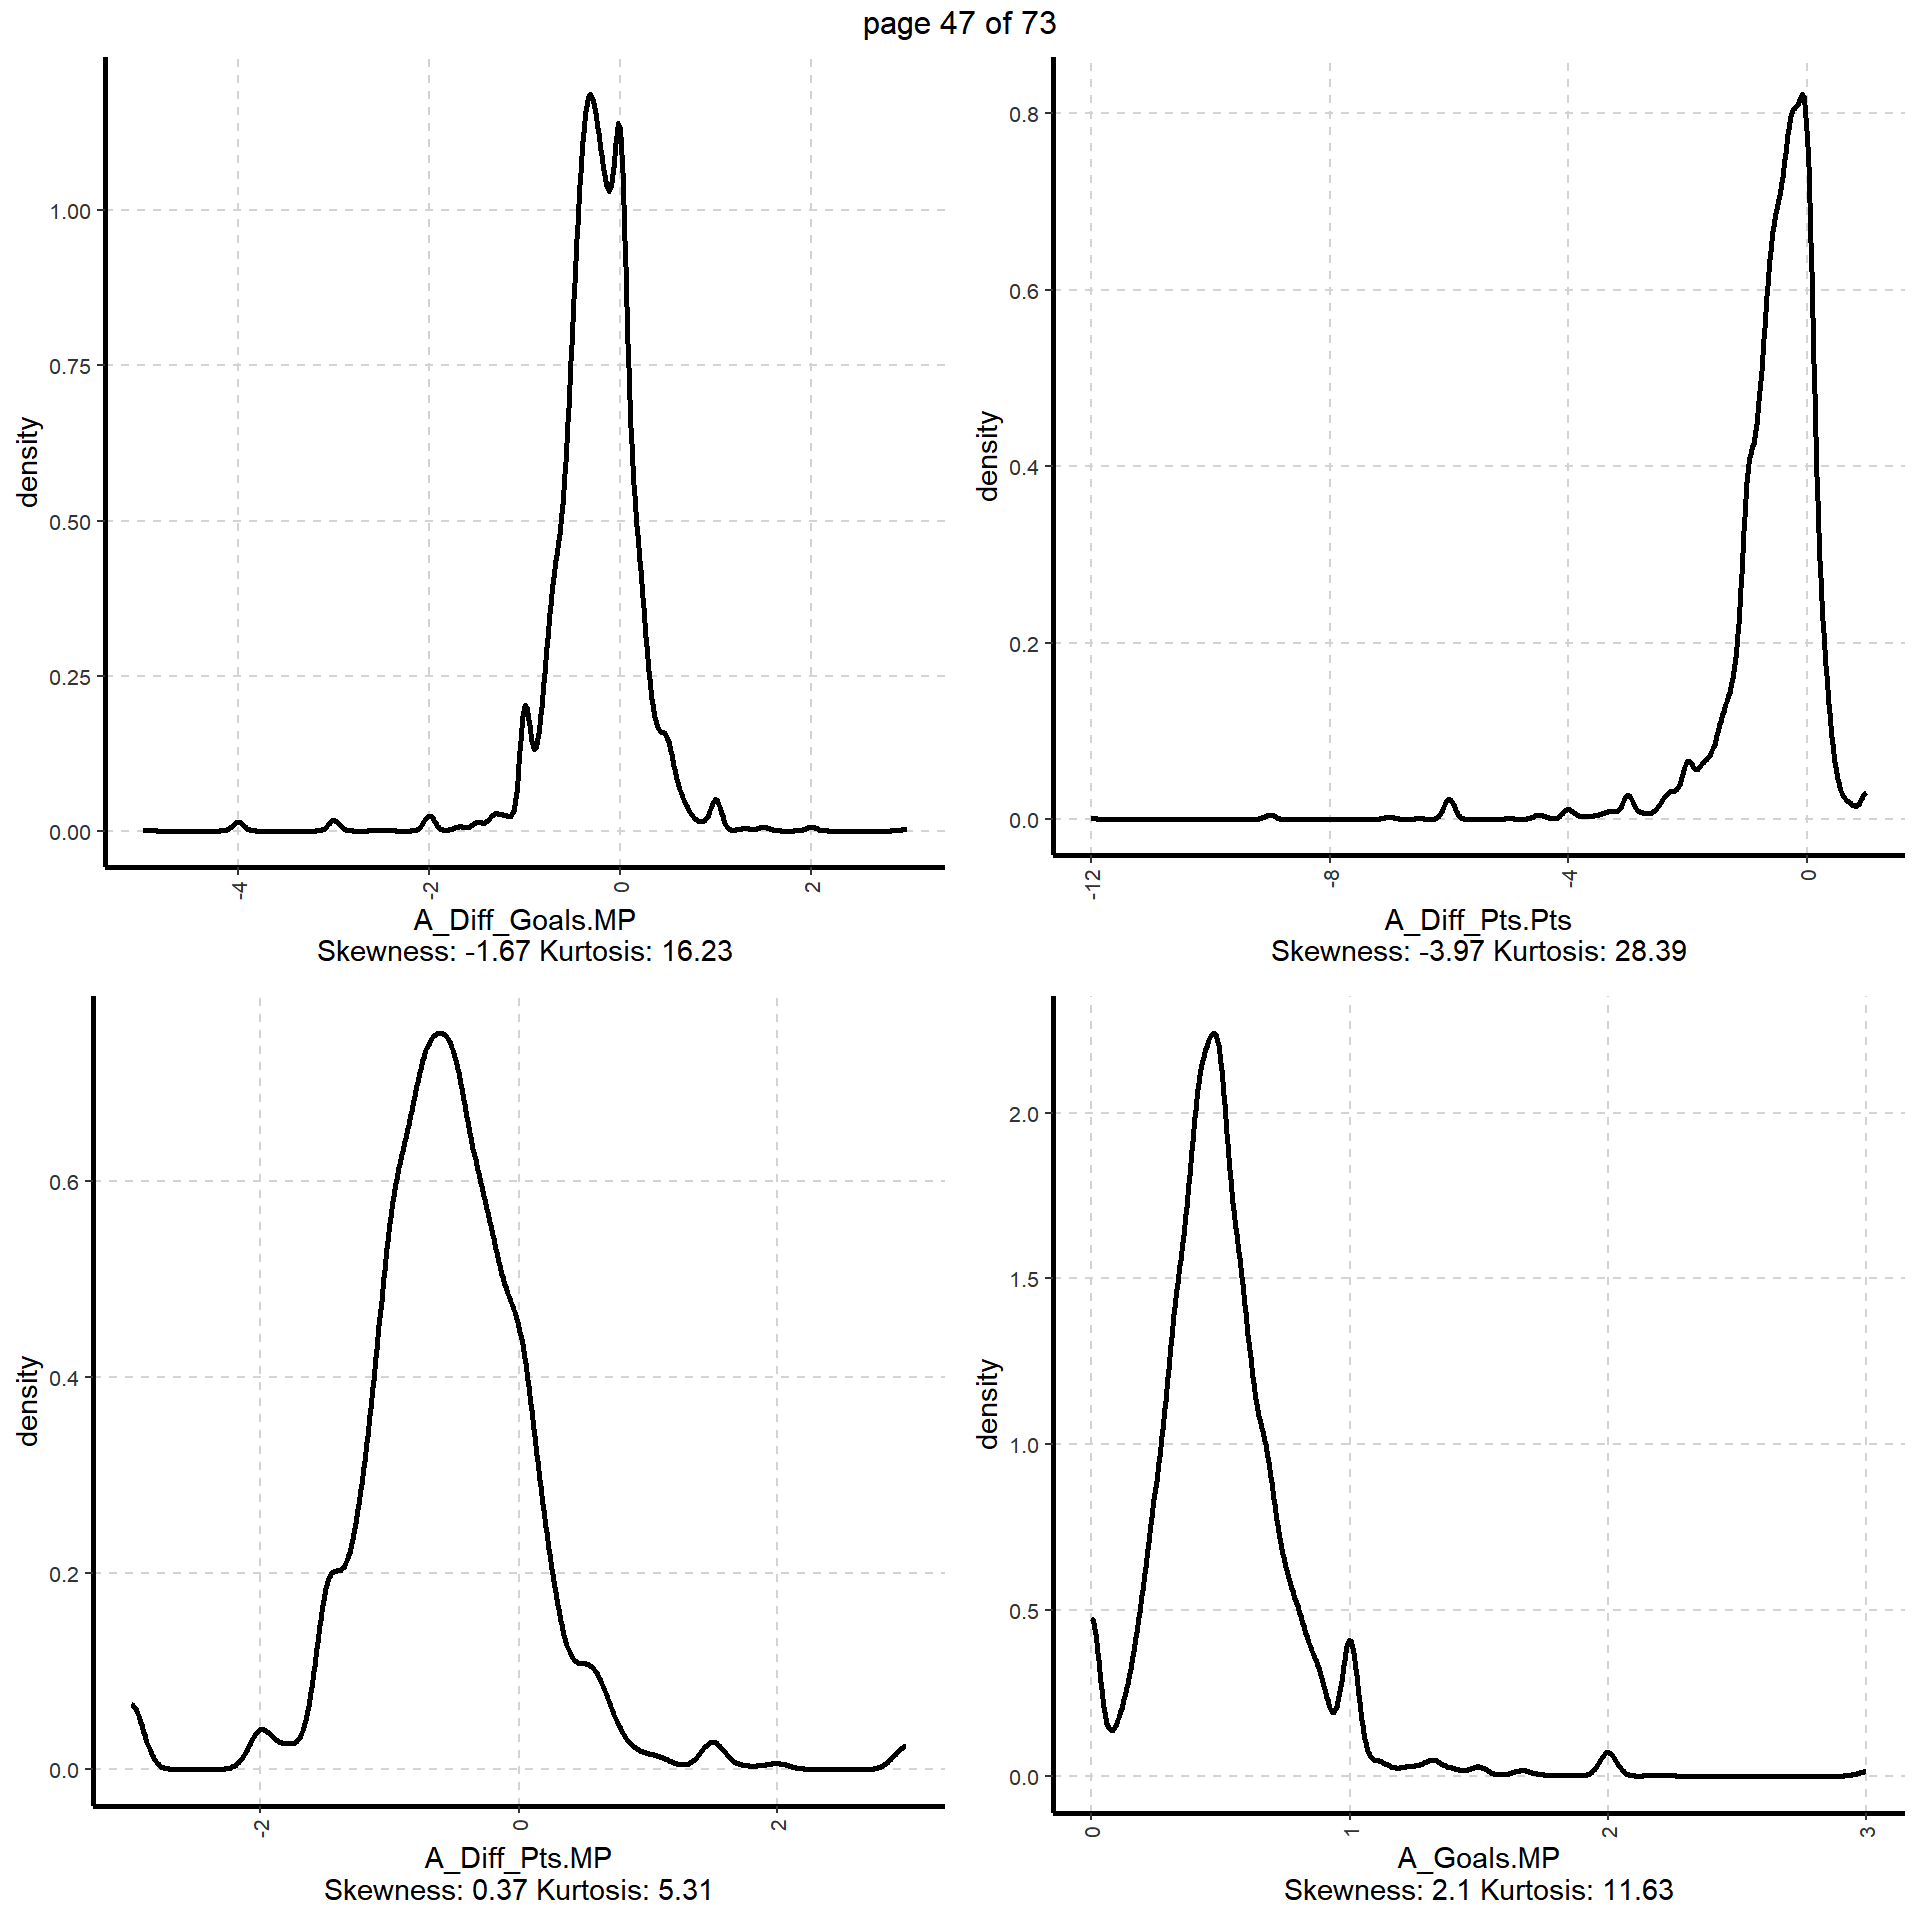 page 47 of 73
density
1.00
0.75
0.50
0.25
0.00
-4
-2
0
2
A_Diff_Goals.MP
Skewness: -1.67 Kurtosis: 16.23
density
0.8
0.6
0.4
0.2
0.0
-12
-8
-4
0
A_Diff_Pts.Pts
Skewness: -3.97 Kurtosis: 28.39
density
0.6
0.4
0.2
0.0
-2
0
2
A_Diff_Pts.MP
Skewness: 0.37 Kurtosis: 5.31
density
2.0
1.5
1.0
0.5
0.0
0
1
2
3
A_Goals.MP
Skewness: 2.1 Kurtosis: 11.63